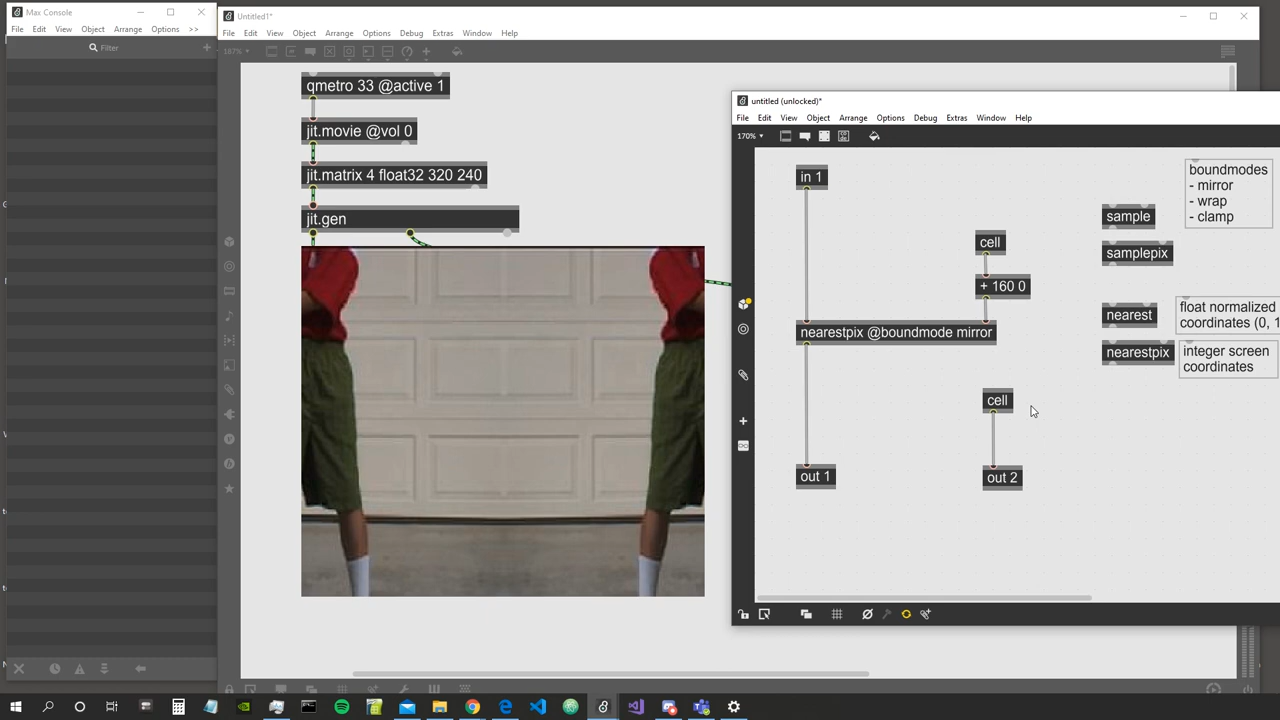 Max Console
File Edit View Object Arrange Options >>
Filter
Untitled1*
File Edit View Object Arrange Options Debug Extras Window Help
187%
qmetro 33 @active 1
jit.movie @vol 0
jit.matrix 4 float32 320 240
jit.gen
untitled (unlocked)*
File Edit View Object Arrange Options Debug Extras Window Help
170%
in 1
cell
+ 160 0
nearestpix @boundmode mirror
cell
out 1
out 2
sample
samplepix
nearest
nearestpix
boundmodes
- mirror
- wrap
- clamp
float normalized
coordinates (0, 1
integer screen
coordinates